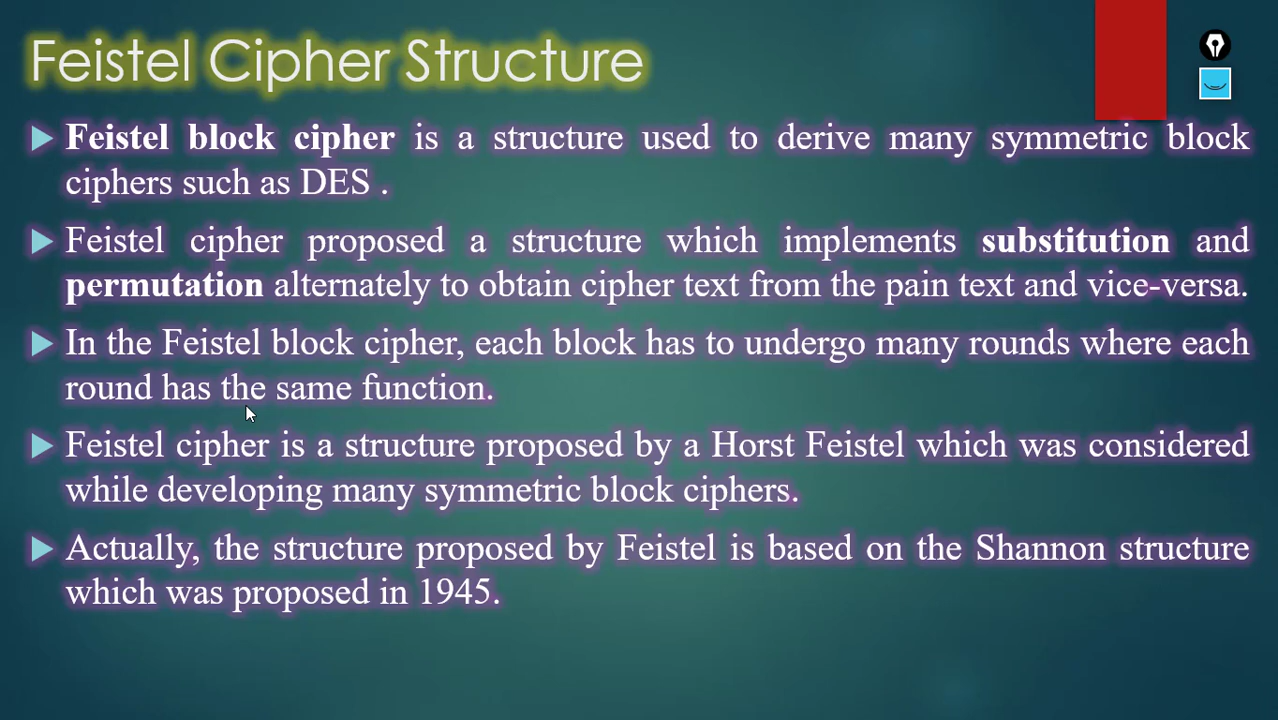 Feistel Cipher Structure
Feistel block cipher is a structure used to derive many symmetric block
ciphers such as DES .
Feistel cipher proposed a structure which implements substitution and
permutation alternately to obtain cipher text from the pain text and vice-versa.
In the Feistel block cipher, each block has to undergo many rounds where each
round has the same function.
Feistel cipher is a structure proposed by a Horst Feistel which was considered
while developing many symmetric block ciphers.
Actually, the structure proposed by Feistel is based on the Shannon structure
which was proposed in 1945.